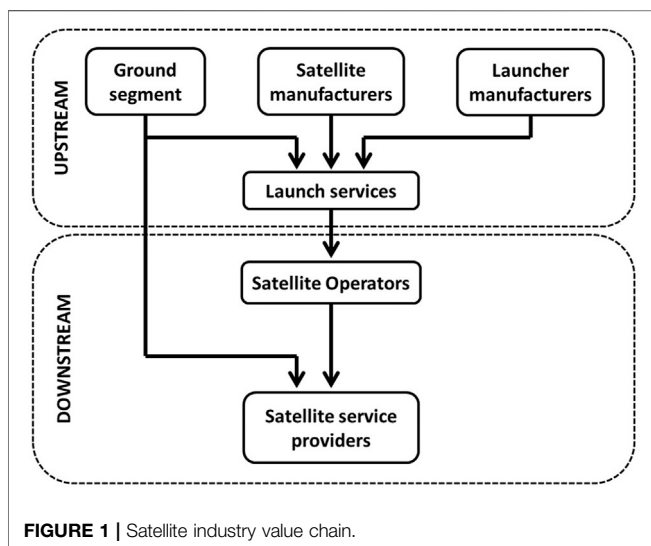 UPSTREAM
Ground
segment
Satellite
manufacturers
Launcher
manufacturers
Launch services
DOWNSTREAM
Satellite Operators
Satellite service
providers
FIGURE 1 | Satellite industry value chain.